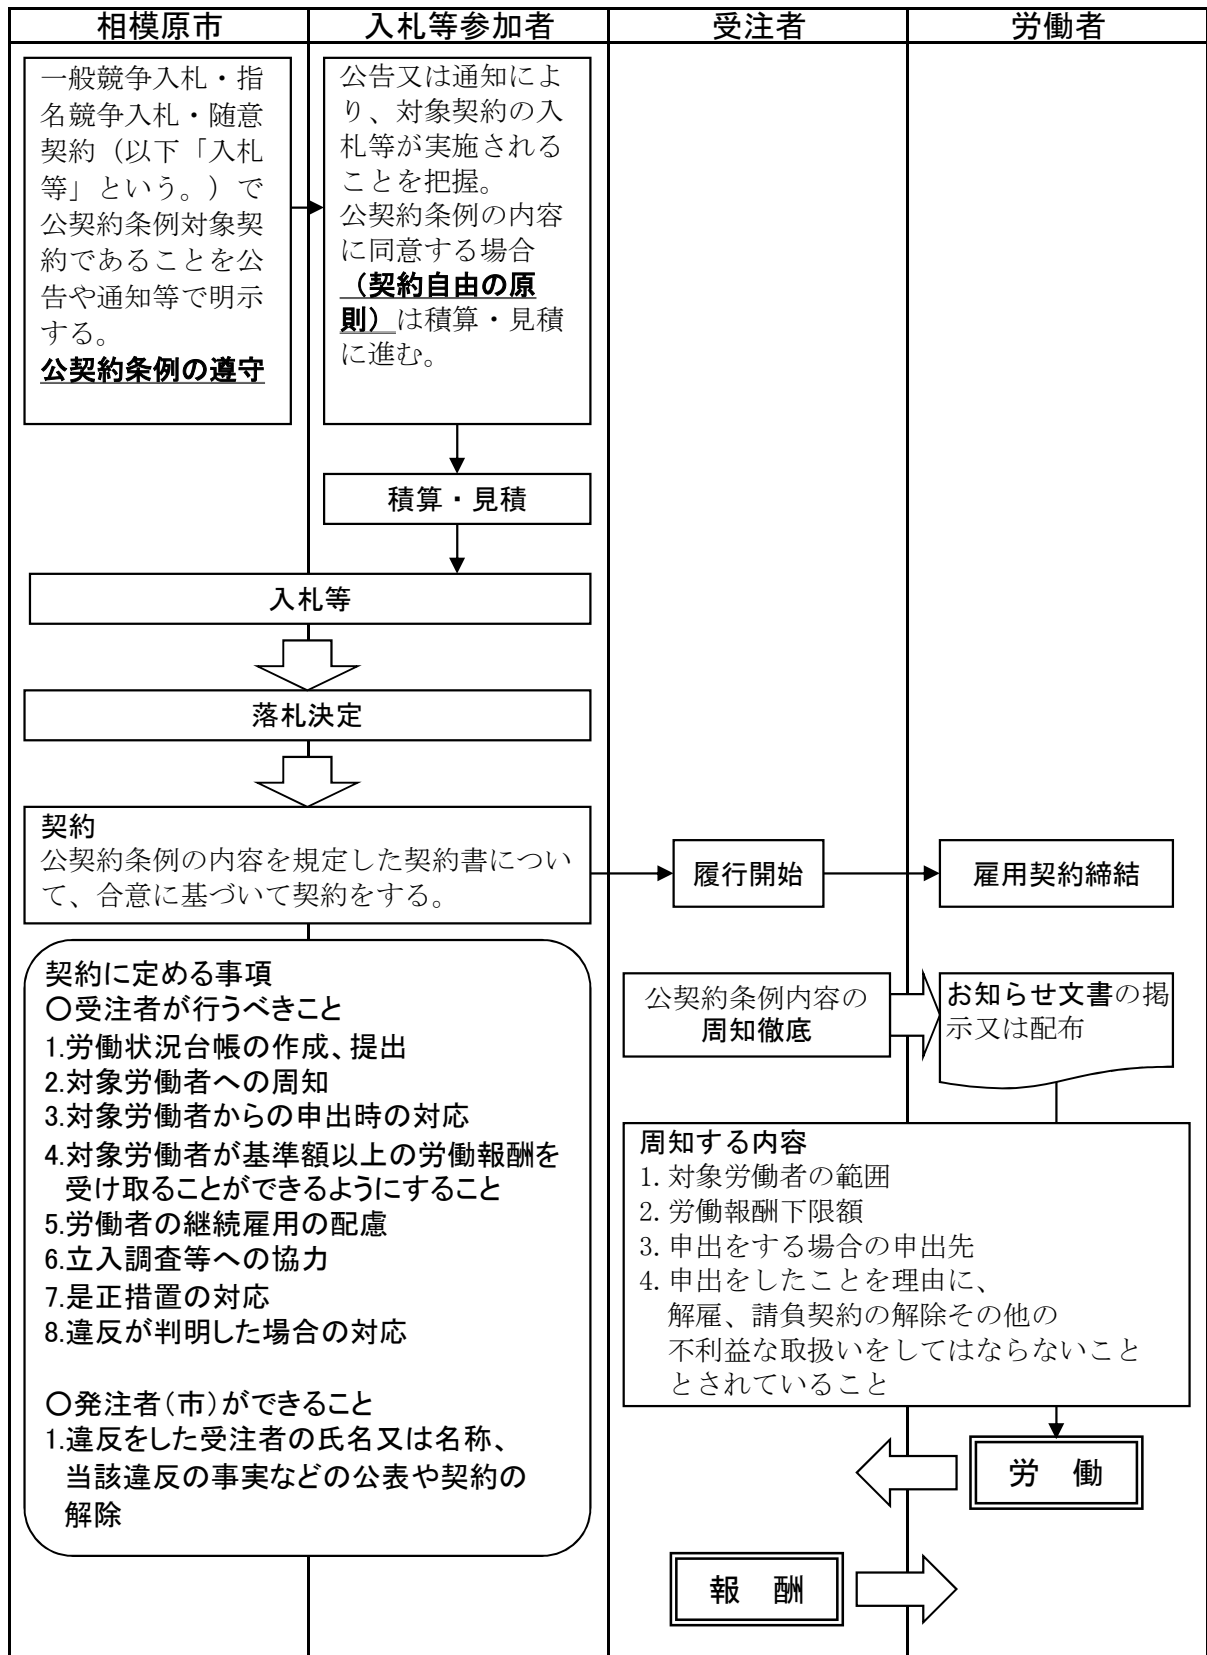 相模原市
入札等参加者
受注者
労働者
一般競争入札・指
名競争入札・随意
契約（以下「入札
等」という。）で
公契約条例対象契
約であることを公
告や通知等で明示
する。
公契約条例の遵守
公告又は通知によ
り、対象契約の入
札等が実施される
ことを把握。
公契約条例の内容
に同意する場合
（契約自由の原
則）は積算・見積
に進む。
積算・見積
入札等
落札決定
契約
公契約条例の内容を規定した契約書につい
て、合意に基づいて契約をする。
履行開始
雇用契約締結
契約に定める事項
○受注者が行うべきこと
1.労働状況台帳の作成、提出
2.対象労働者への周知
3.対象労働者からの申出時の対応
4.対象労働者が基準額以上の労働報酬を
受け取ることができるようにすること
5.労働者の継続雇用の配慮
6.立入調査等への協力
7.是正措置の対応
8.違反が判明した場合の対応
○発注者（市）ができること
1.違反をした受注者の氏名又は名称、
当該違反の事実などの公表や契約の
解除
公契約条例内容の
周知徹底
お知らせ文書の掲
示又は配布
周知する内容
1.対象労働者の範囲
2.労働報酬下限額
3.申出をする場合の申出先
4.申出をしたことを理由に、
解雇、請負契約の解除その他の
不利益な取扱いをしてはならないこと
とされていること
労　働
報　酬